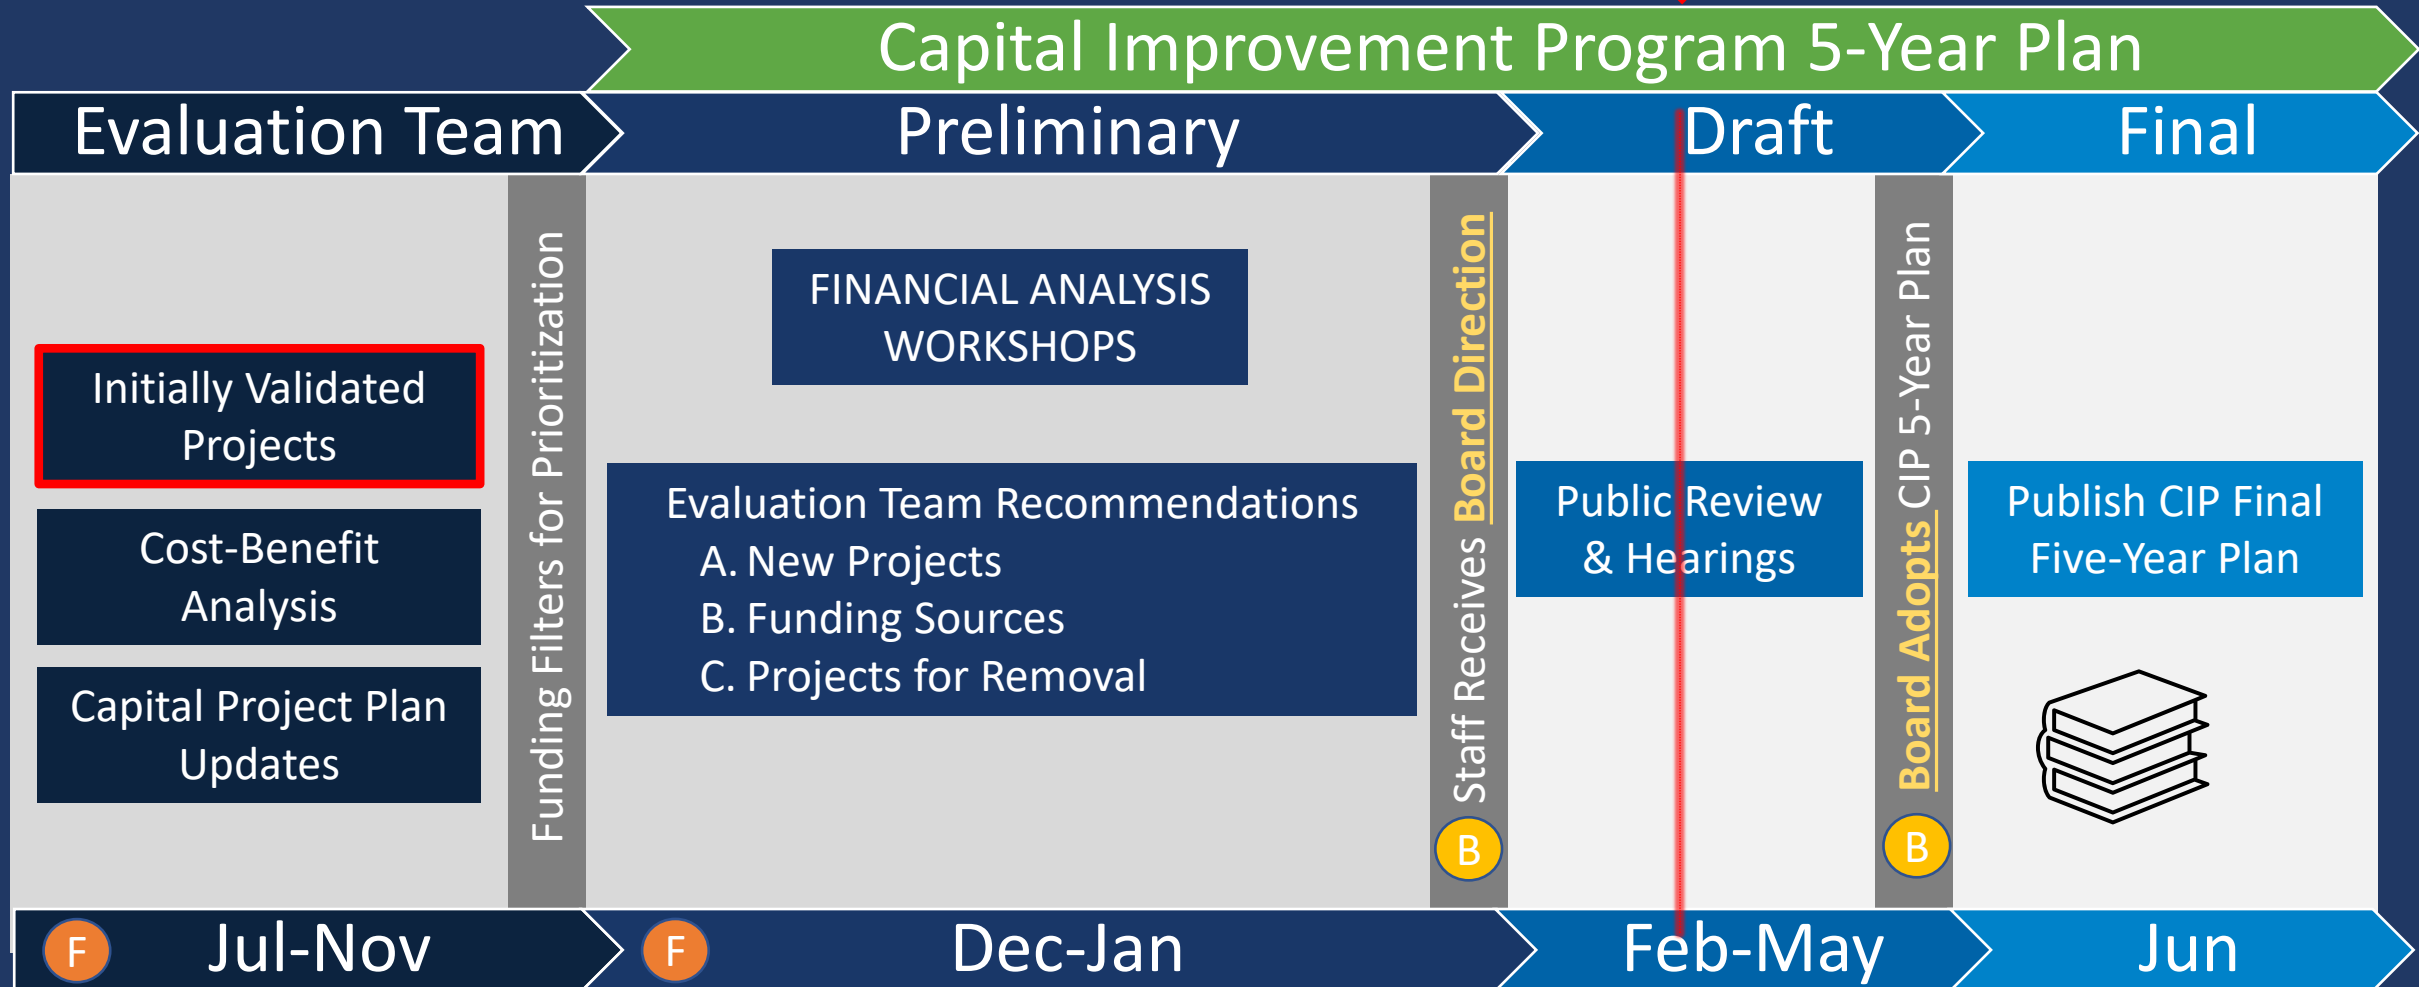 Capital Improvement Program 5-Year Plan
Evaluation Team
Preliminary
Draft
Final
Initially Validated
Projects
Cost-Benefit
Analysis
Capital Project Plan
Updates
Funding Filters for Prioritization
FINANCIAL ANALYSIS
WORKSHOPS
Evaluation Team Recommendations
A. New Projects
B. Funding Sources
C. Projects for Removal
Staff Receives Board Direction
B
Public Review
& Hearings
Board Adopts CIP 5-Year Plan
B
Publish CIP Final
Five-Year Plan
F
Jul-Nov
F
Dec-Jan
Feb-May
Jun